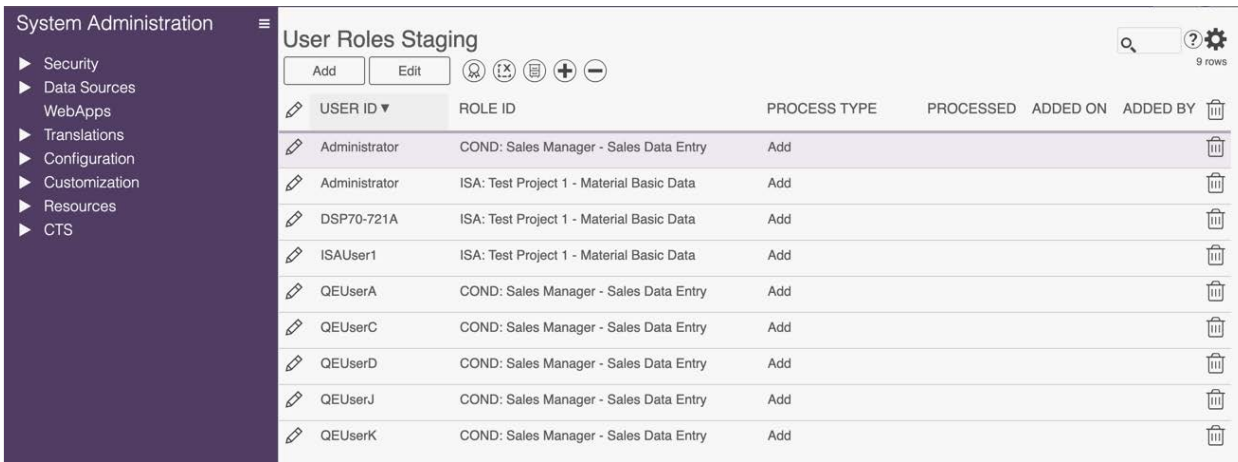 System Administration
Security
Data Sources
WebApps
Translations
Configuration
Customization
Resources
CTS
User Roles Staging
9 rows
Add Edit
USER ID ROLE ID PROCESS TYPE PROCESSED ADDED ON ADDED BY
Administrator COND: Sales Manager - Sales Data Entry Add
Administrator ISA: Test Project 1 - Material Basic Data Add
DSP70-721A ISA: Test Project 1 - Material Basic Data Add
ISAUser1 ISA: Test Project 1 - Material Basic Data Add
QEUserA COND: Sales Manager - Sales Data Entry Add
QEUserC COND: Sales Manager - Sales Data Entry Add
QEUserD COND: Sales Manager - Sales Data Entry Add
QEUserJ COND: Sales Manager - Sales Data Entry Add
QEUserK COND: Sales Manager - Sales Data Entry Add